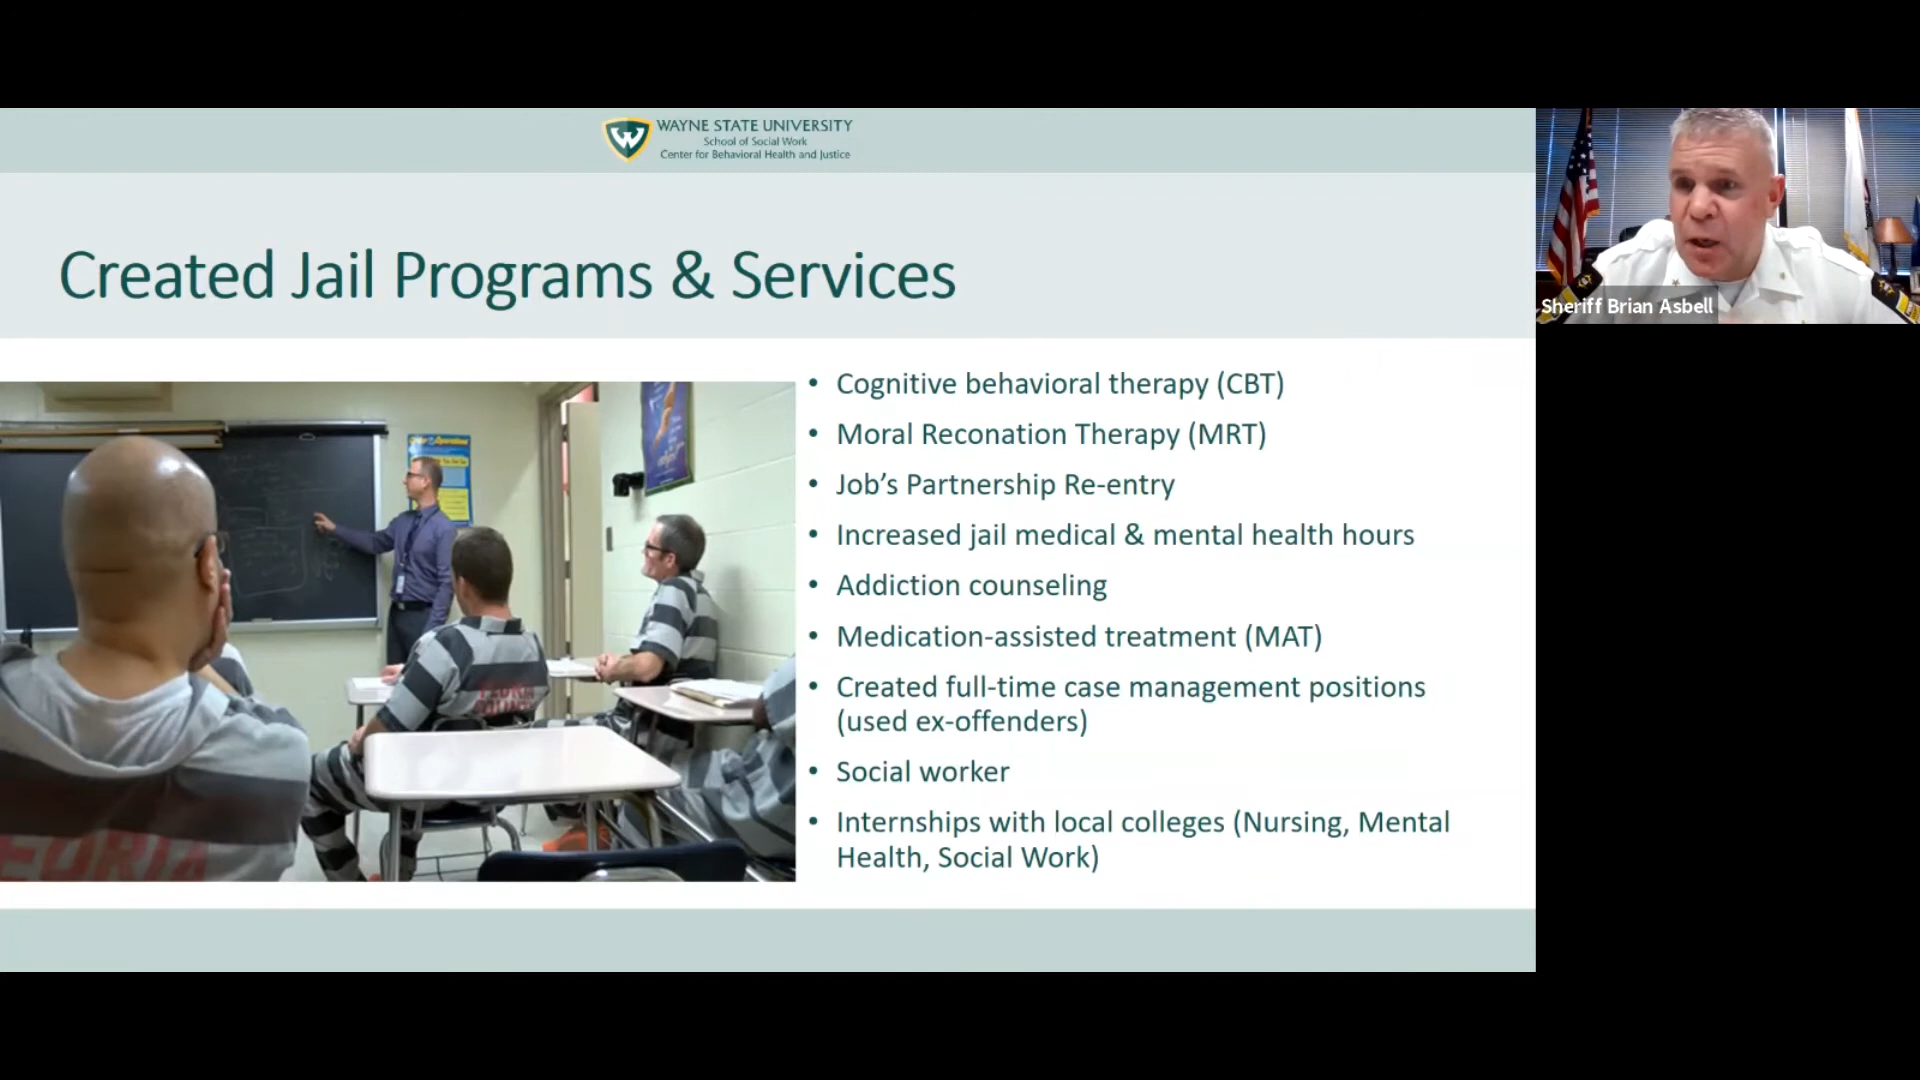 WAYNE STATE UNIVERSITY
School of Social Work
Center for Behavioral Health and Justice
Created Jail Programs & Services
Sheriff Brian Asbell
• Cognitive behavioral therapy (CBT)
• Moral Reconation Therapy (MRT)
• Job's Partnership Re-entry
• Increased jail medical & mental health hours
• Addiction counseling
• Medication-assisted treatment (MAT)
• Created full-time case management positions
(used ex-offenders)
• Social worker
• Internships with local colleges (Nursing, Mental
Health, Social Work)
PEORIA
COUNTY
EORIA